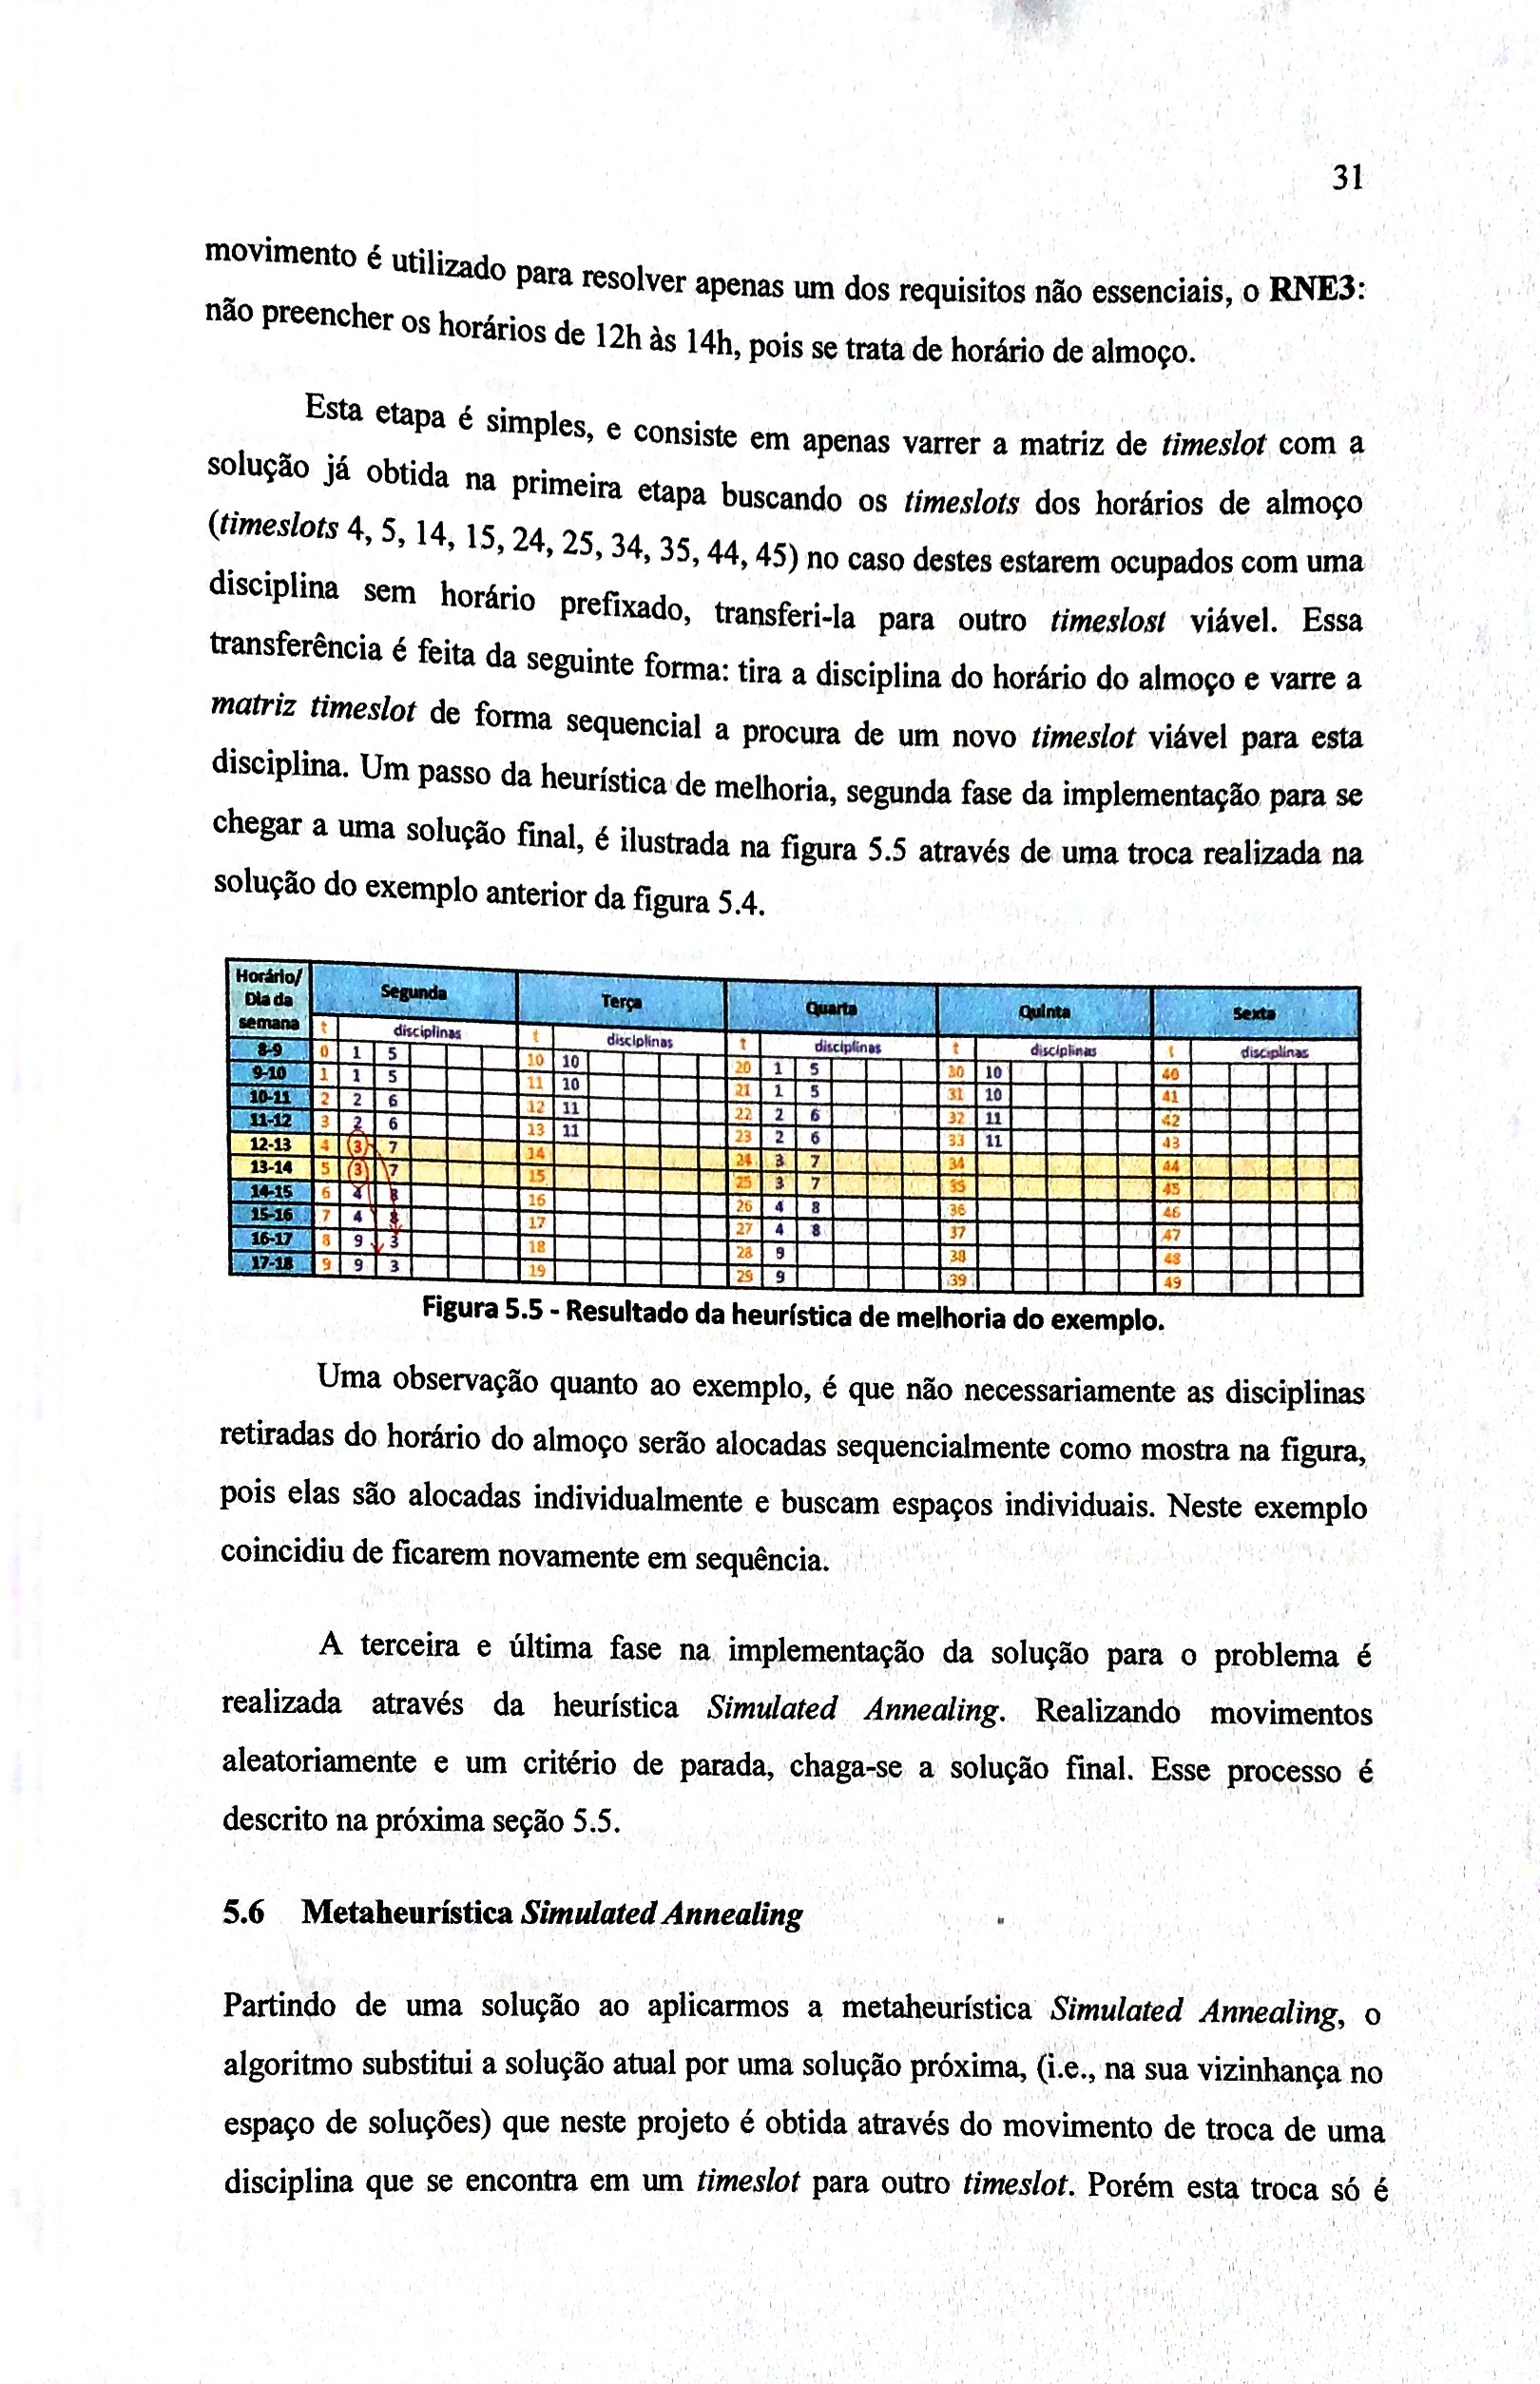 31
movimento é utilizado para resolver apenas um dos requisitos não essenciais, o RNE3:
não preencher os horários de 12h às 14h, pois se trata de horário de almoço.
Esta etapa é simples, e consiste em apenas varrer a matriz de timeslot com a
solução já obtida na primeira etapa buscando os timeslots dos horários de almoço
(timeslots 4, 5, 14, 15, 24, 25, 34, 35, 44, 45) no caso destes estarem ocupados com uma
disciplina sem horário prefixado, transferi-la para outro timeslost viável. Essa
transferência é feita da seguinte forma: tira a disciplina do horário do almoço e varre a
matriz timeslot de forma sequencial a procura de um novo timeslot viável para esta
disciplina. Um passo da heurística de melhoria, segunda fase da implementação para se
chegar a uma solução final, é ilustrada na figura 5.5 através de uma troca realizada na
solução do exemplo anterior da figura 5.4.
Horário/ Dia da semana Segunda Terça Quarta Quinta Sexta
t disciplinas t disciplinas t disciplinas t disciplinas t disciplinas
8-9 0 1 5 10 10 20 1 5 30 10 40
9-10 1 1 5 11 10 21 1 5 31 10 41
10-11 2 2 6 12 11 22 2 6 32 11 42
11-12 3 2 6 13 11 23 2 6 33 11 43
12-13 4 3 7 14 24 3 7 34 44
13-14 5 3 7 15 25 3 7 35 45
14-15 6 4 8 16 26 4 8 36 46
15-16 7 4 8 17 27 4 8 37 47
16-17 8 9 3 18 28 9 38 48
17-18 9 9 3 19 29 9 39 49
Figura 5.5 - Resultado da heurística de melhoria do exemplo.
Uma observação quanto ao exemplo, é que não necessariamente as disciplinas
retiradas do horário do almoço serão alocadas sequencialmente como mostra na figura,
pois elas são alocadas individualmente e buscam espaços individuais. Neste exemplo
coincidiu de ficarem novamente em sequência.
A terceira e última fase na implementação da solução para o problema é
realizada através da heurística Simulated Annealing. Realizando movimentos
aleatoriamente e um critério de parada, chaga-se a solução final. Esse processo é
descrito na próxima seção 5.5.
5.6 Metaheurística Simulated Annealing
Partindo de uma solução ao aplicarmos a metaheurística Simulated Annealing, o
algoritmo substitui a solução atual por uma solução próxima, (i.e., na sua vizinhança no
espaço de soluções) que neste projeto é obtida através do movimento de troca de uma
disciplina que se encontra em um timeslot para outro timeslot. Porém esta troca só é